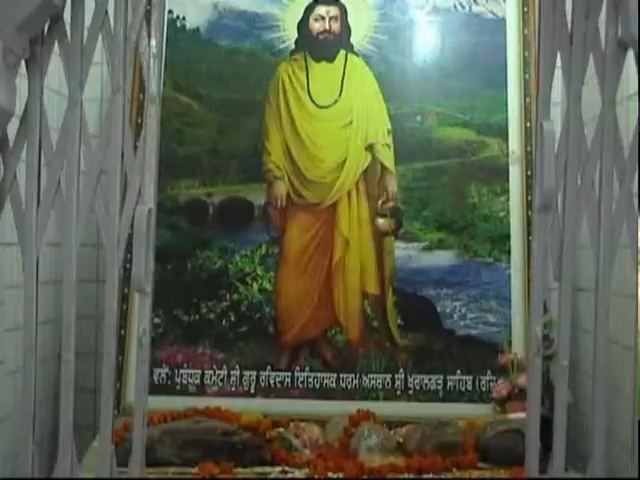 ਵਲੋਂ: ਪ੍ਰਬੰਧਕ ਕਮੇਟੀ ਸ਼੍ਰੀ ਗੁਰੂ ਰਵਿਦਾਸ ਇਤਿਹਾਸਕ ਧਰਮ ਅਸਥਾਨ ਸ਼੍ਰੀ ਖੁਰਾਲਗੜ੍ਹ ਸਾਹਿਬ